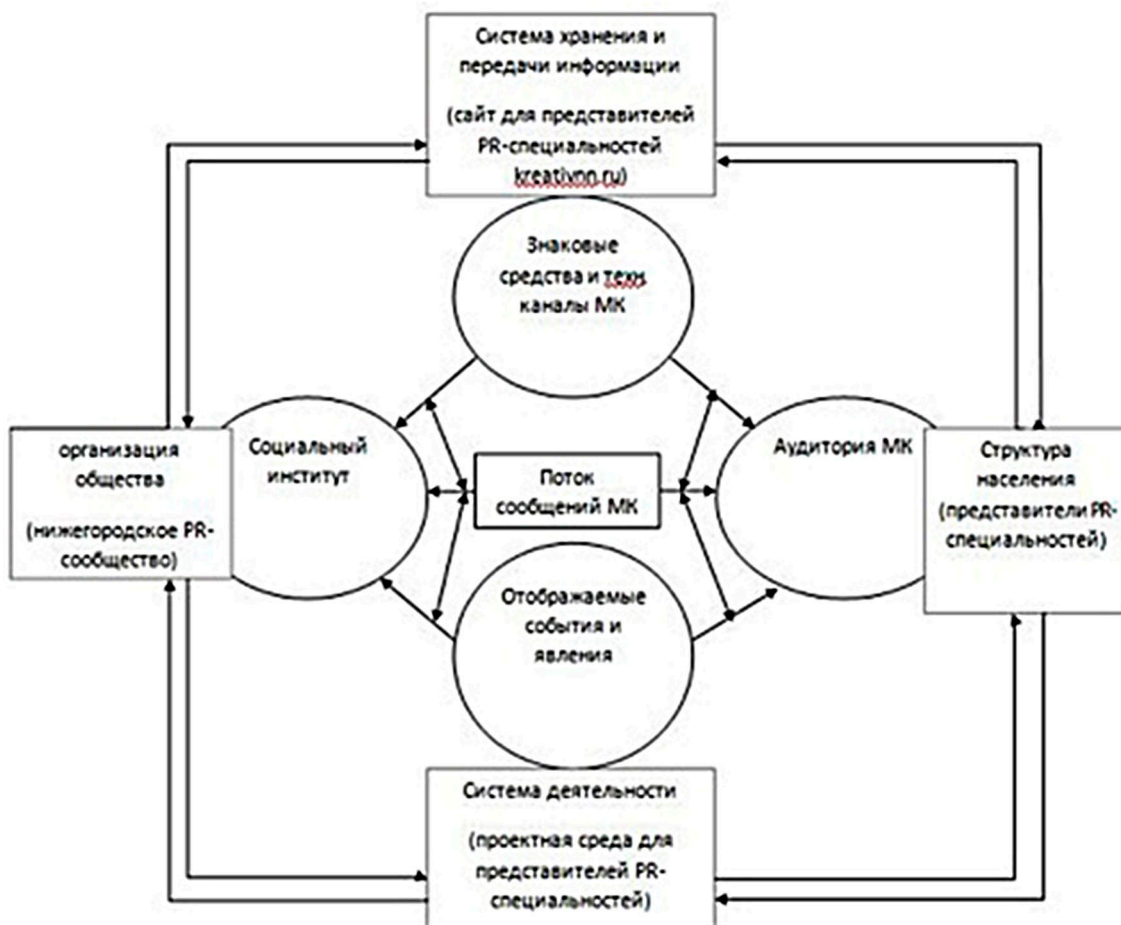 Система хранения и
передачи информации
(сайт для представителей
PR-специальностей
kreativnn.ru)
Знаковые
средства и техн
каналы МК
организация
общества
(нижегородское PR-
сообщество)
Социальный
институт
Поток
сообщений МК
Аудитория МК
Структура
населения
(представители PR-
специальностей)
Отображаемые
события и
явления
Система деятельности
(проектная среда для
представителей PR-
специальностей)